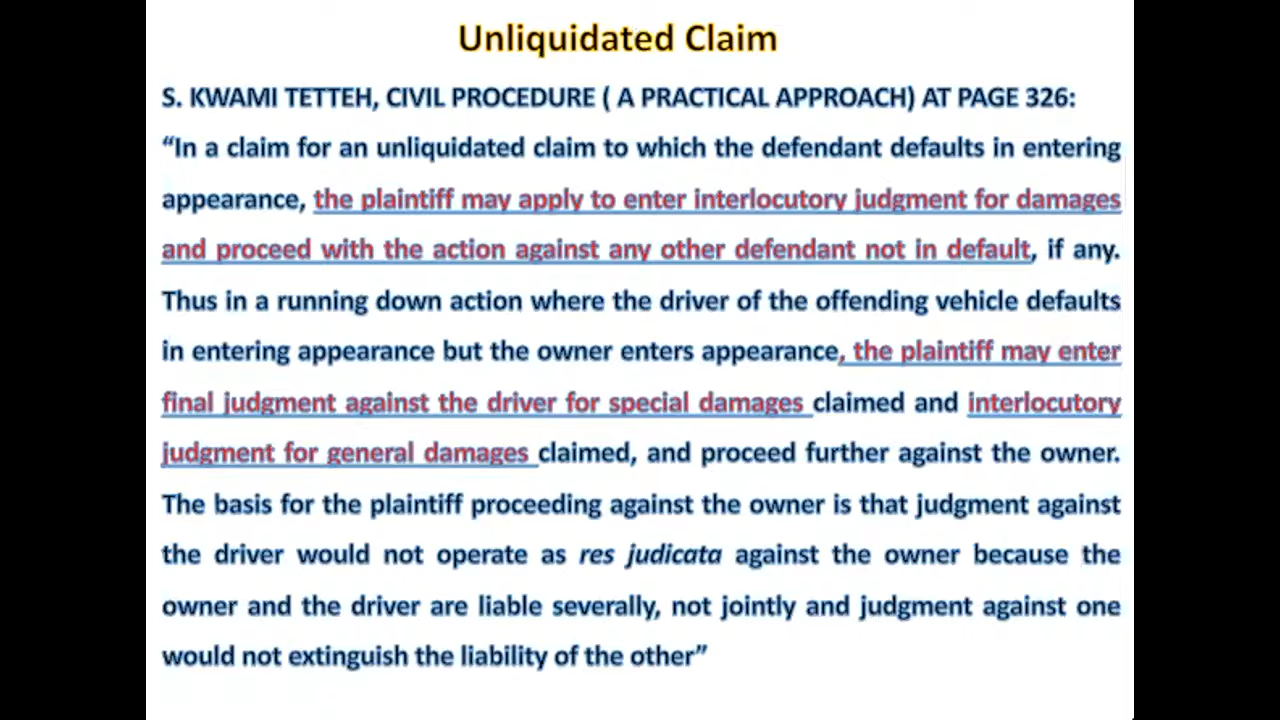 Unliquidated Claim
S. KWAMI TETTEH, CIVIL PROCEDURE ( A PRACTICAL APPROACH) AT PAGE 326:
“In a claim for an unliquidated claim to which the defendant defaults in entering
appearance, the plaintiff may apply to enter interlocutory judgment for damages
and proceed with the action against any other defendant not in default, if any.
Thus in a running down action where the driver of the offending vehicle defaults
in entering appearance but the owner enters appearance, the plaintiff may enter
final judgment against the driver for special damages claimed and interlocutory
judgment for general damages claimed, and proceed further against the owner.
The basis for the plaintiff proceeding against the owner is that judgment against
the driver would not operate as res judicata against the owner because the
owner and the driver are liable severally, not jointly and judgment against one
would not extinguish the liability of the other”